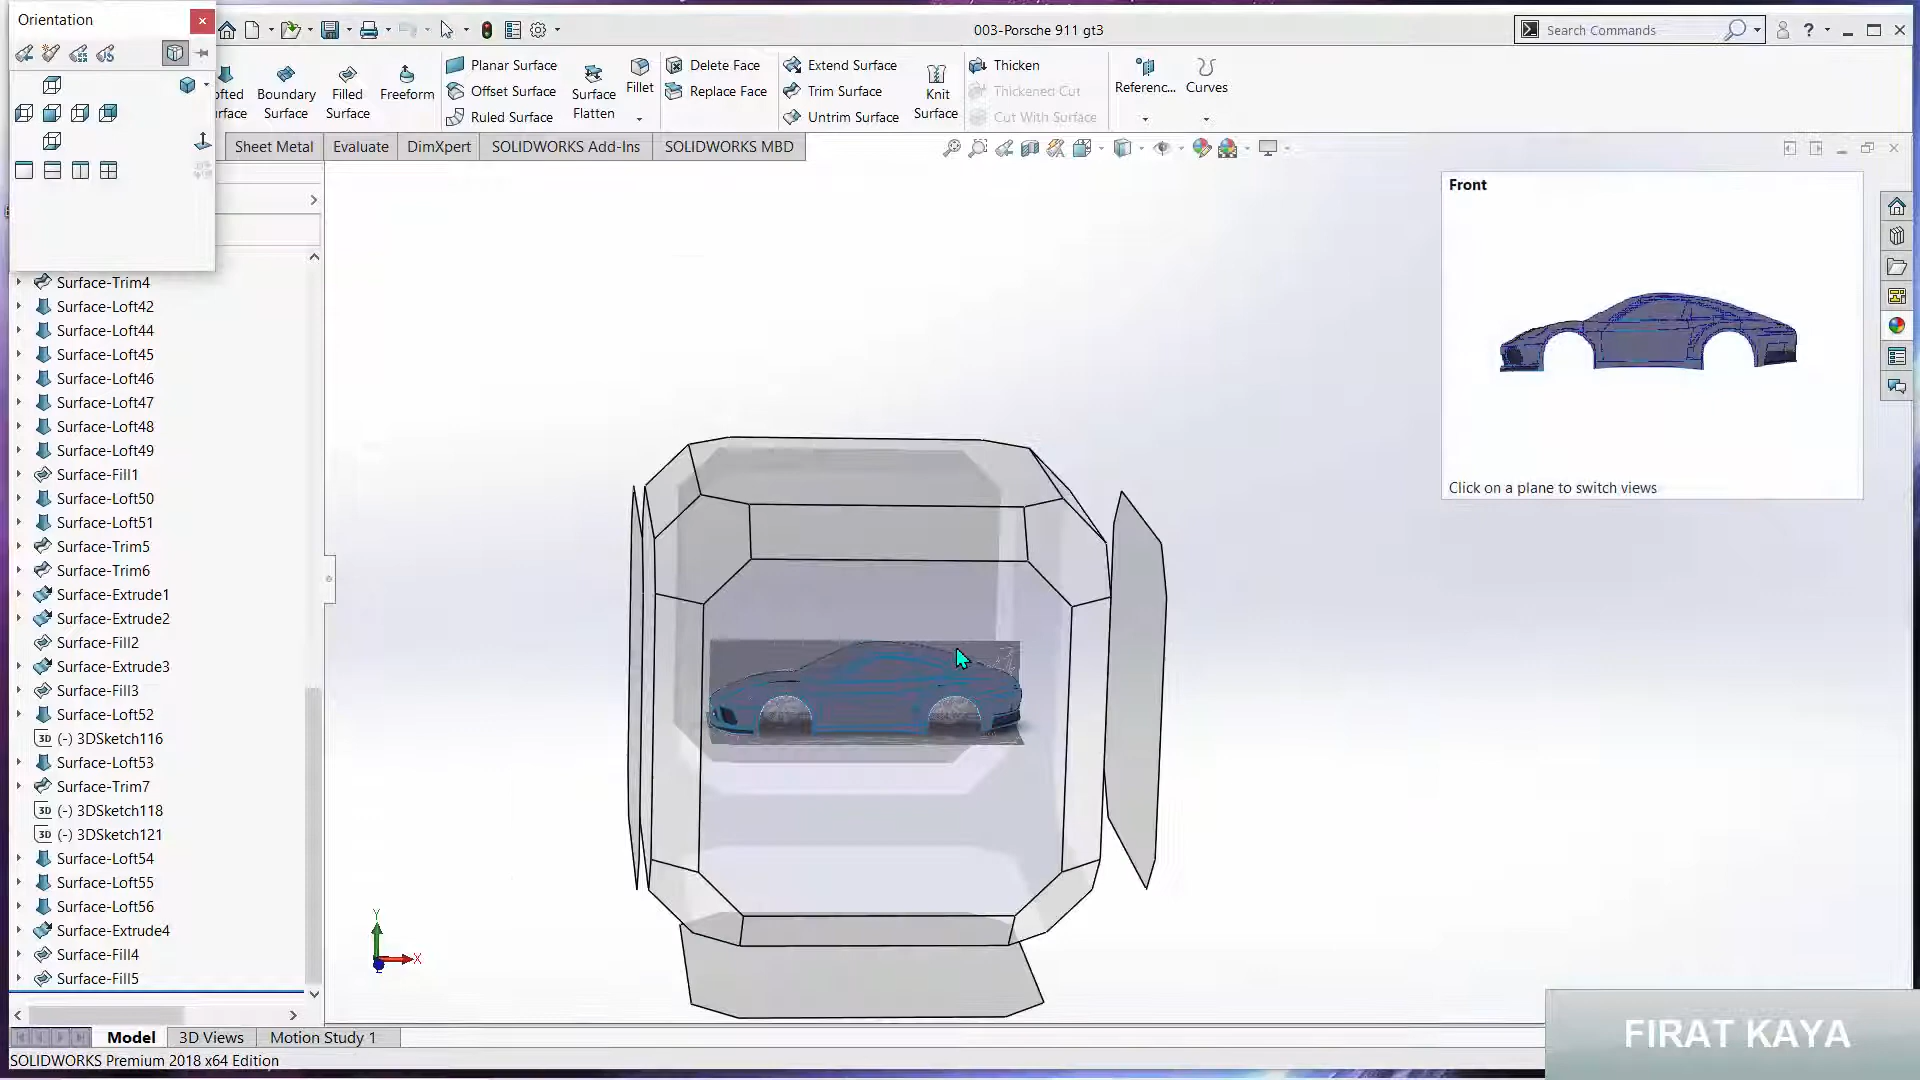 Orientation
003-Porsche 911 gt3
Search Commands
Boundary
Surface
Filled
Surface
Freeform
Planar Surface
Offset Surface
Ruled Surface
Surface
Flatten
Fillet
Delete Face
Replace Face
Extend Surface
Trim Surface
Untrim Surface
Knit
Surface
Thicken
Thickened Cut
Cut With Surface
Referenc...
Curves
Sheet Metal
Evaluate
DimXpert
SOLIDWORKS Add-Ins
SOLIDWORKS MBD
Surface-Trim4
Surface-Loft42
Surface-Loft44
Surface-Loft45
Surface-Loft46
Surface-Loft47
Surface-Loft48
Surface-Loft49
Surface-Fill1
Surface-Loft50
Surface-Loft51
Surface-Trim5
Surface-Trim6
Surface-Extrude1
Surface-Extrude2
Surface-Fill2
Surface-Extrude3
Surface-Fill3
Surface-Loft52
3D (-) 3DSketch116
Surface-Loft53
Surface-Trim7
3D (-) 3DSketch118
3D (-) 3DSketch121
Surface-Loft54
Surface-Loft55
Surface-Loft56
Surface-Extrude4
Surface-Fill4
Surface-Fill5
Front
Click on a plane to switch views
Y
X
Z
Model
3D Views
Motion Study 1
SOLIDWORKS Premium 2018 x64 Edition
FIRAT KAYA